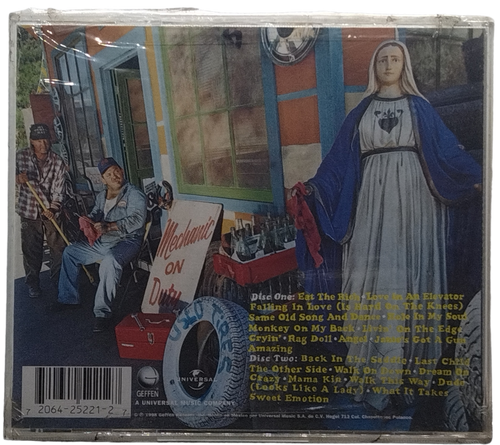 Mechanic
ON
Duty
USED TIRES
Disc One: Eat The Rich • Love In An Elevator
Falling In Love (Is Hard On The Knees)
Same Old Song And Dance • Hole In My Soul
Monkey On My Back • Livin' On The Edge
Cryin' • Rag Doll • Angel • Janie's Got A Gun
Amazing
Disc Two: Back In The Saddle • Last Child
The Other Side • Walk On Down • Dream On
Crazy • Mama Kin • Walk This Way • Dude
(Looks Like A Lady) • What It Takes
Sweet Emotion
GEFFEN
UNIVERSAL
A UNIVERSAL MUSIC COMPANY
7 2064-25221-2 7